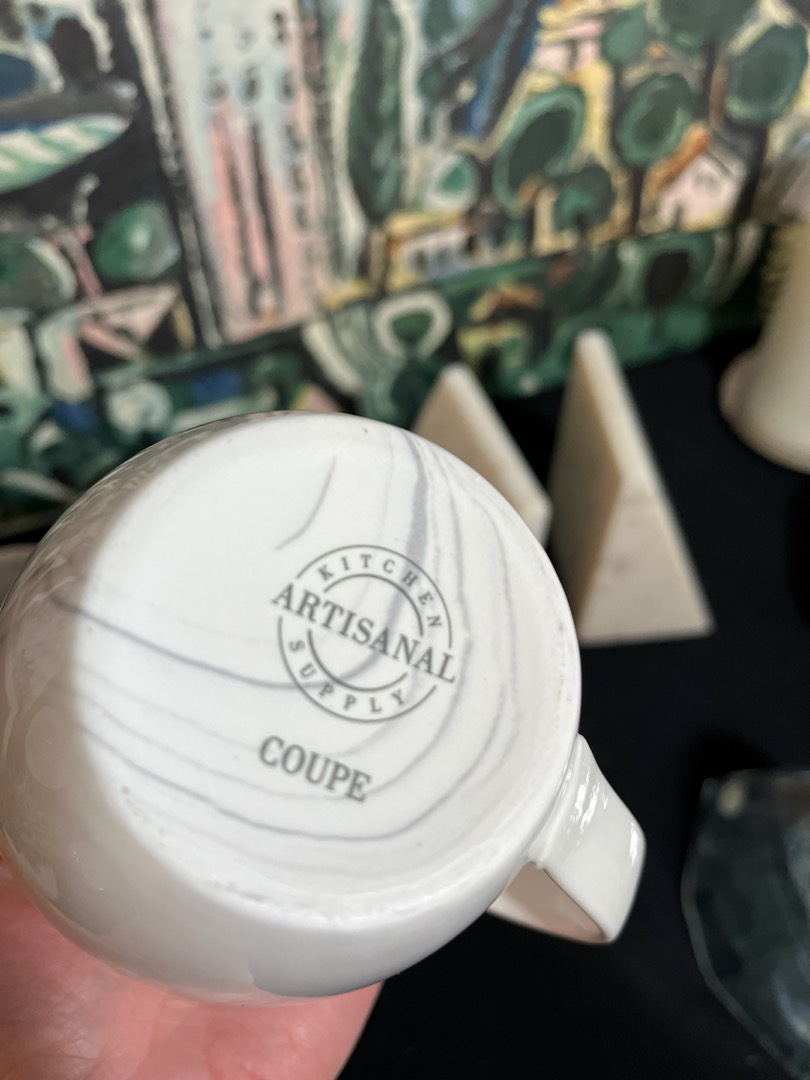 KITCHEN
ARTISANAL
SUPPLY
COUPE